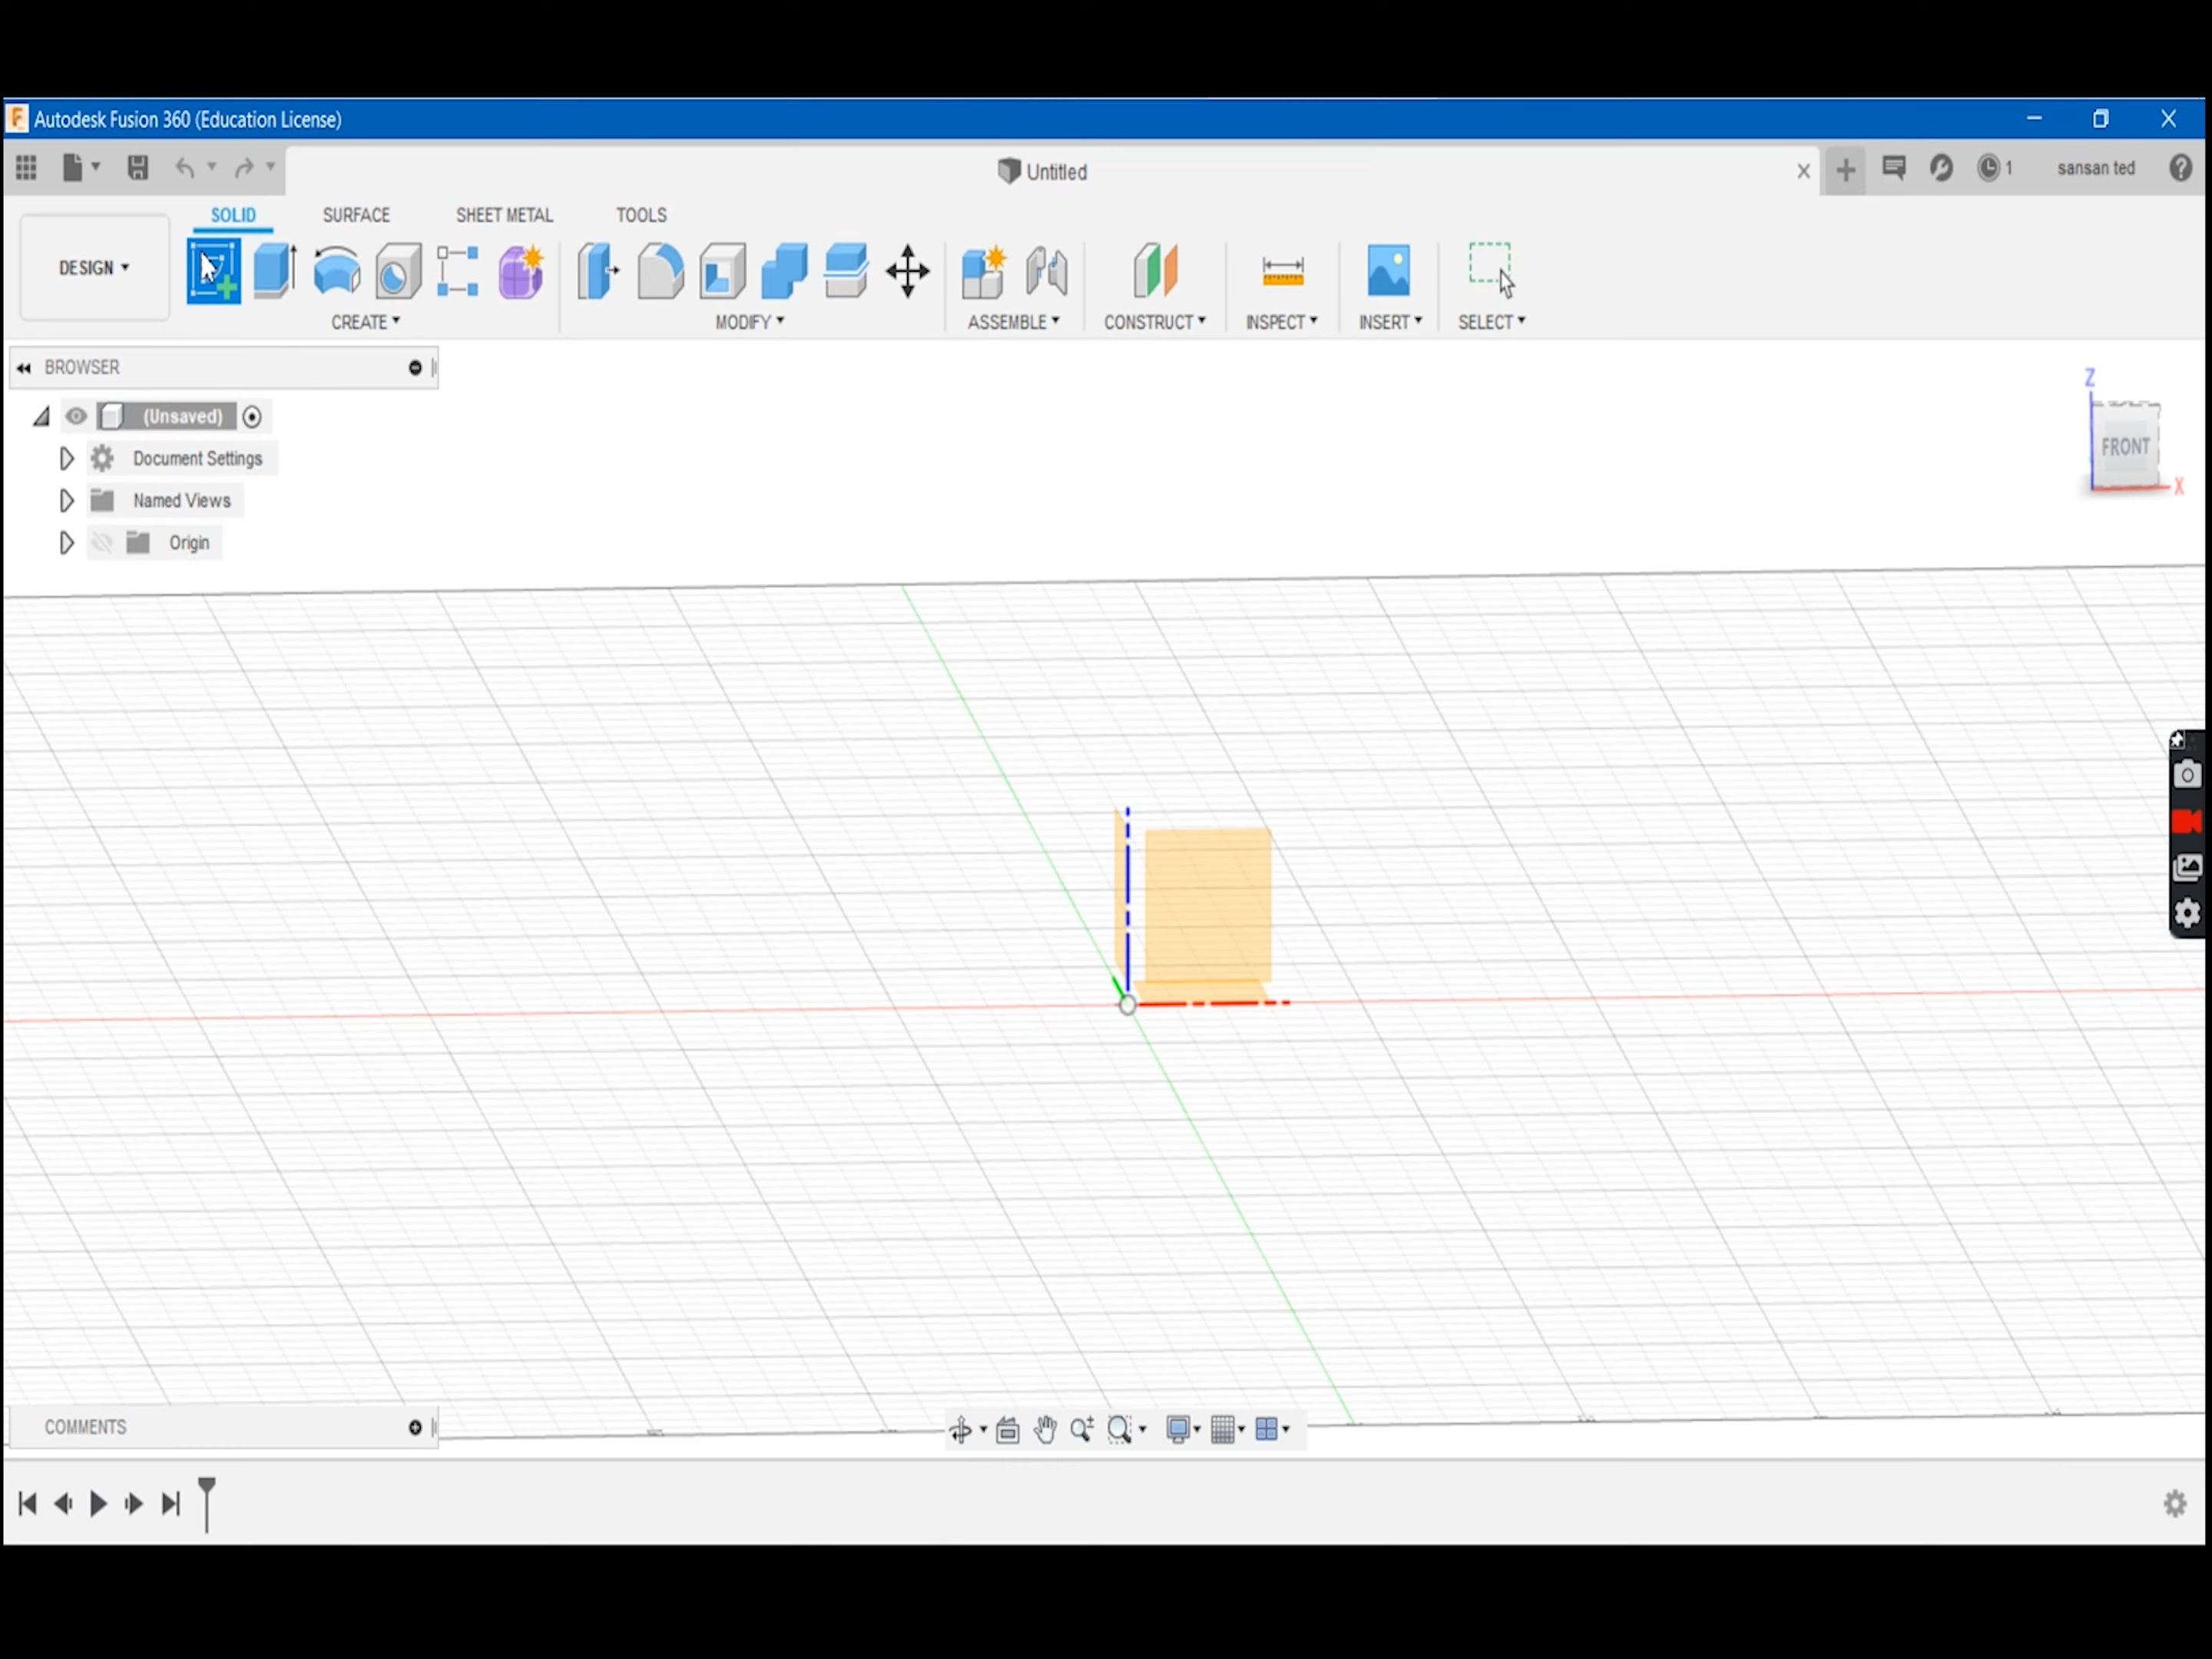 Autodesk Fusion 360 (Education License)
Untitled
1
sansan ted
SOLID
SURFACE
SHEET METAL
TOOLS
DESIGN
CREATE
MODIFY
ASSEMBLE
CONSTRUCT
INSPECT
INSERT
SELECT
BROWSER
(Unsaved)
Document Settings
Named Views
Origin
Z
FRONT
X
COMMENTS